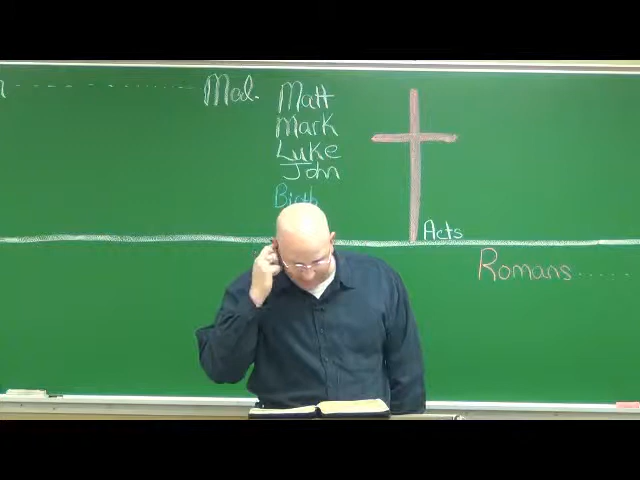 Mal. Matt
Mark
Luke
John
Birth
Acts
Romans......